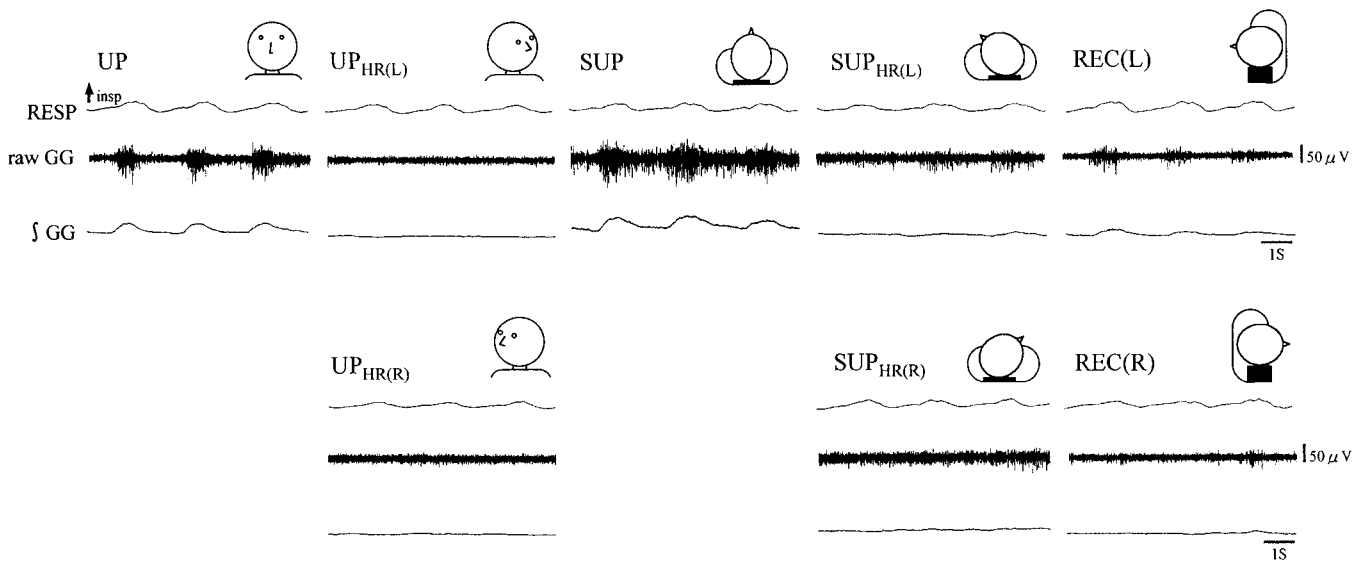 UP
UP_HR(L)
SUP
SUP_HR(L)
REC(L)
insp
RESP
raw GG
50 μV
∫ GG
1S
UP_HR(R)
SUP_HR(R)
REC(R)
50 μV
1S